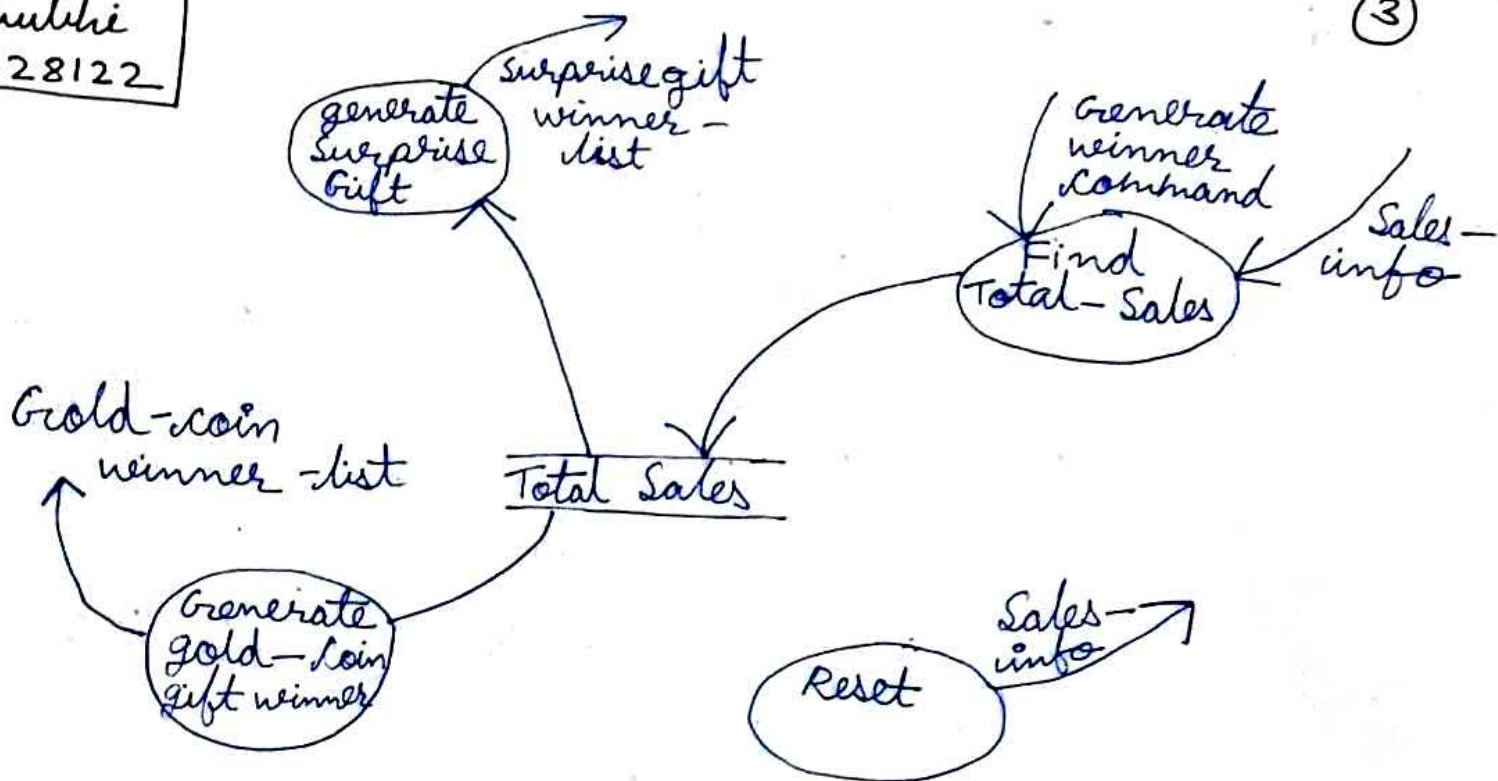 28122
3
surprise gift
winner-
list
generate
Surprise
Gift
Generate
winner
command
Sales-
info
Find
Total-Sales
Gold-coin
winner-list
Total Sales
Generate
gold-coin
gift winner
Sales-
info
Reset